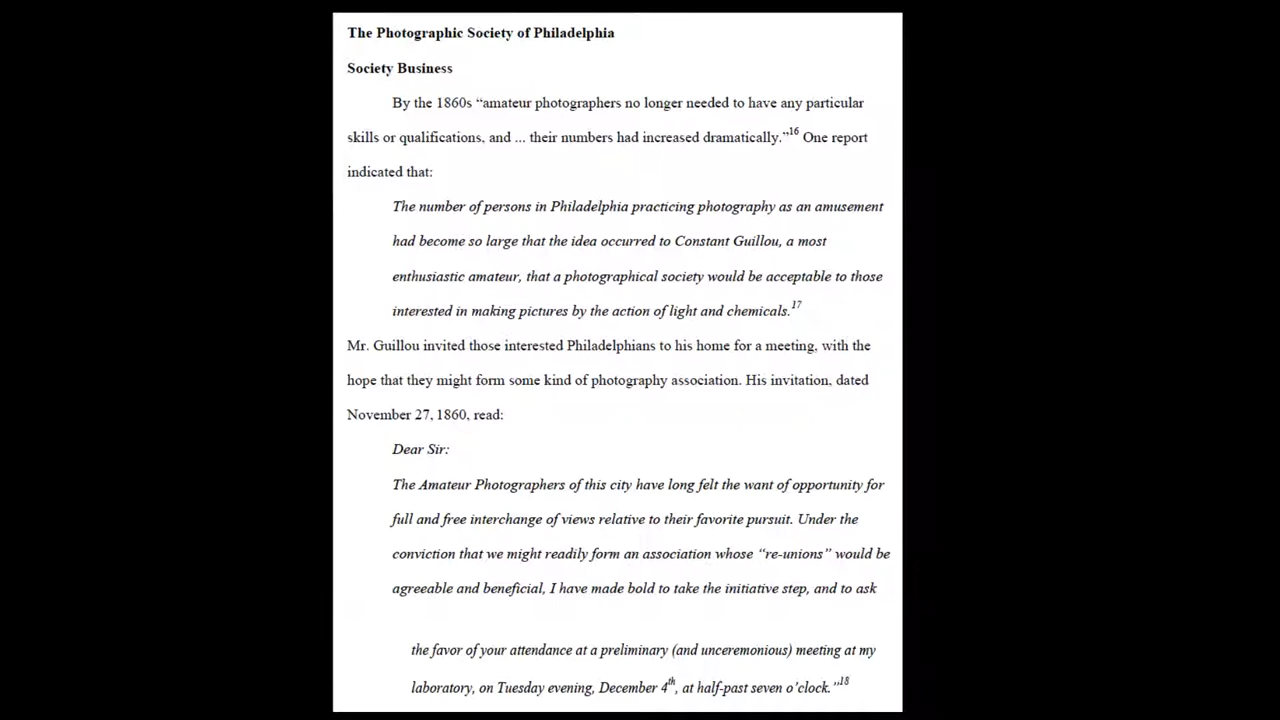 The Photographic Society of Philadelphia
Society Business
By the 1860s “amateur photographers no longer needed to have any particular
skills or qualifications, and ... their numbers had increased dramatically.”16 One report
indicated that:
The number of persons in Philadelphia practicing photography as an amusement
had become so large that the idea occurred to Constant Guillou, a most
enthusiastic amateur, that a photographical society would be acceptable to those
interested in making pictures by the action of light and chemicals.17
Mr. Guillou invited those interested Philadelphians to his home for a meeting, with the
hope that they might form some kind of photography association. His invitation, dated
November 27, 1860, read:
Dear Sir:
The Amateur Photographers of this city have long felt the want of opportunity for
full and free interchange of views relative to their favorite pursuit. Under the
conviction that we might readily form an association whose “re-unions” would be
agreeable and beneficial, I have made bold to take the initiative step, and to ask
the favor of your attendance at a preliminary (and unceremonious) meeting at my
laboratory, on Tuesday evening, December 4th, at half-past seven o’clock.”18